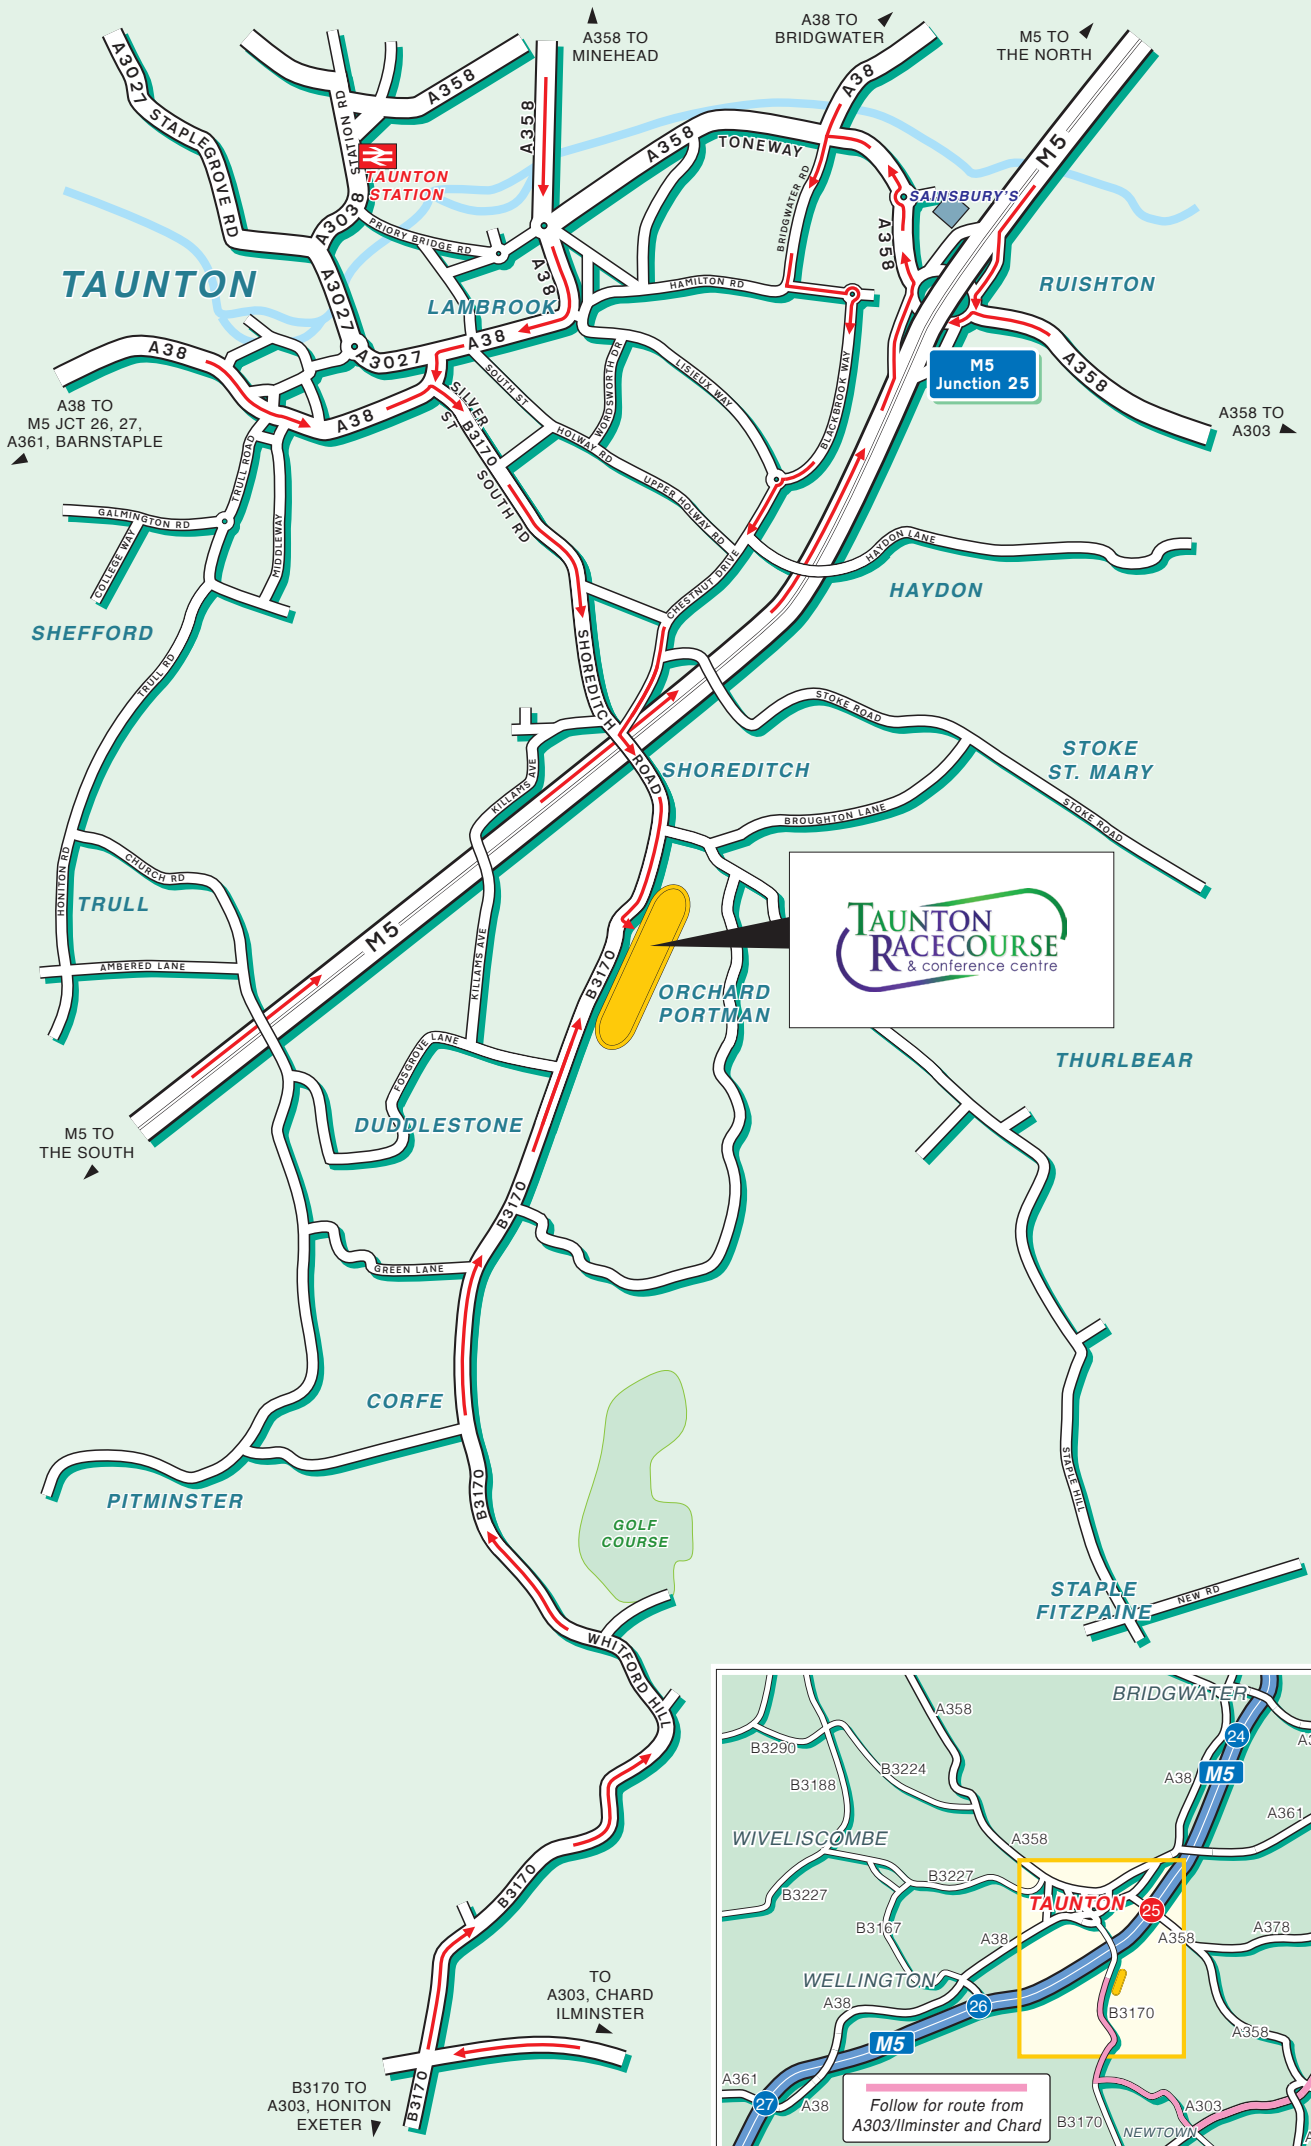 A358 TO
MINEHEAD
A38 TO
BRIDGWATER
M5 TO
THE NORTH
A3027
STAPLEGROVE RD
STATION RD
A358
A358
A38
M5
TAUNTON
STATION
A358
TONEWAY
BRIDGWATER RD
SAINSBURY'S
A3038
PRIORY BRIDGE RD
A358
TAUNTON
A3027
A38
LAMBROOK
HAMILTON RD
RUISHTON
A38
A3027
A38
M5
Junction 25
A358
A358 TO
A303
A38 TO
M5 JCT 26, 27,
A361, BARNSTAPLE
A38
SILVER
ST
B3170
SOUTH ST
WORDSWORTH DR
LISIEUX WAY
BLACKBROOK WAY
HOLWAY RD
UPPER HOLWAY RD
TRULL ROAD
GALMINGTON RD
COLLEGE WAY
MIDDLEWAY
SOUTH RD
CHESTNUT DRIVE
HAYDON LANE
HAYDON
SHEFFORD
TRULL RD
SHOREDITCH
ROAD
STOKE ROAD
STOKE
ST. MARY
SHOREDITCH
STOKE ROAD
KILLAMS AVE
BROUGHTON LANE
CHURCH RD
HONITON RD
TRULL
M5
KILLAMS AVE
AMBERED LANE
TAUNTON
RACECOURSE
& conference centre
B3170
ORCHARD
PORTMAN
THURLBEAR
FOSGROVE LANE
DUDDLESTONE
M5 TO
THE SOUTH
B3170
GREEN LANE
CORFE
STAPLE HILL
B3170
PITMINSTER
GOLF
COURSE
STAPLE
FITZPAINE
NEW RD
WHITFORD HILL
B3170
TO
A303, CHARD
ILMINSTER
B3170 TO
A303, HONITON
EXETER
B3170
BRIDGWATER
A358
24
B3290
B3224
A38
M5
B3188
A361
WIVELISCOMBE
A358
B3227
B3227
TAUNTON
25
B3167
A38
A358
A378
WELLINGTON
A38
26
B3170
A358
M5
A361
27
A38
Follow for route from
A303/Ilminster and Chard
B3170
A303
NEWTOWN